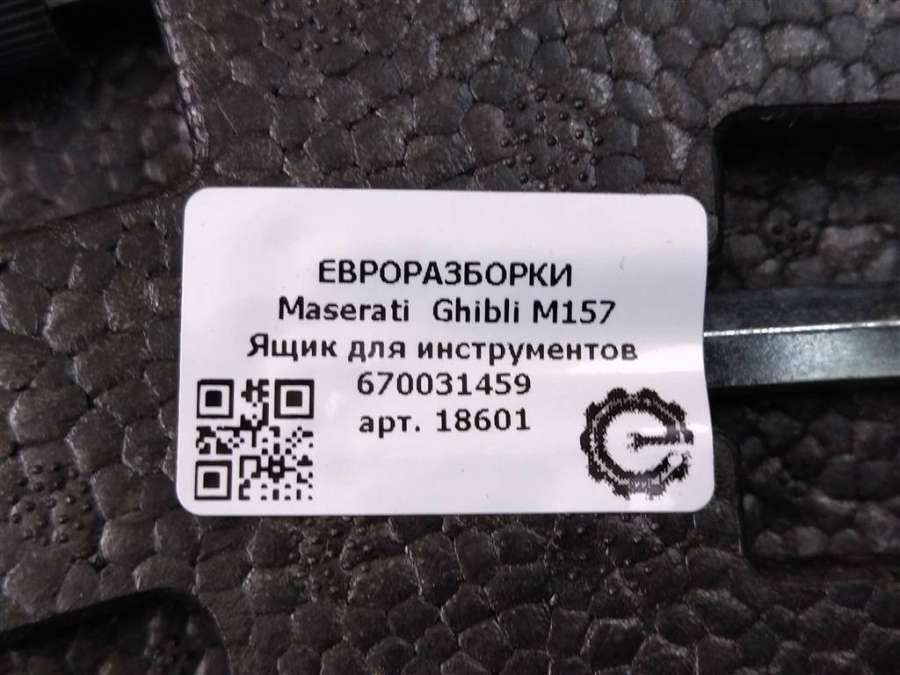 ЕВРОРАЗБОРКИ
Maserati Ghibli M157
Ящик для инструментов
670031459
арт. 18601